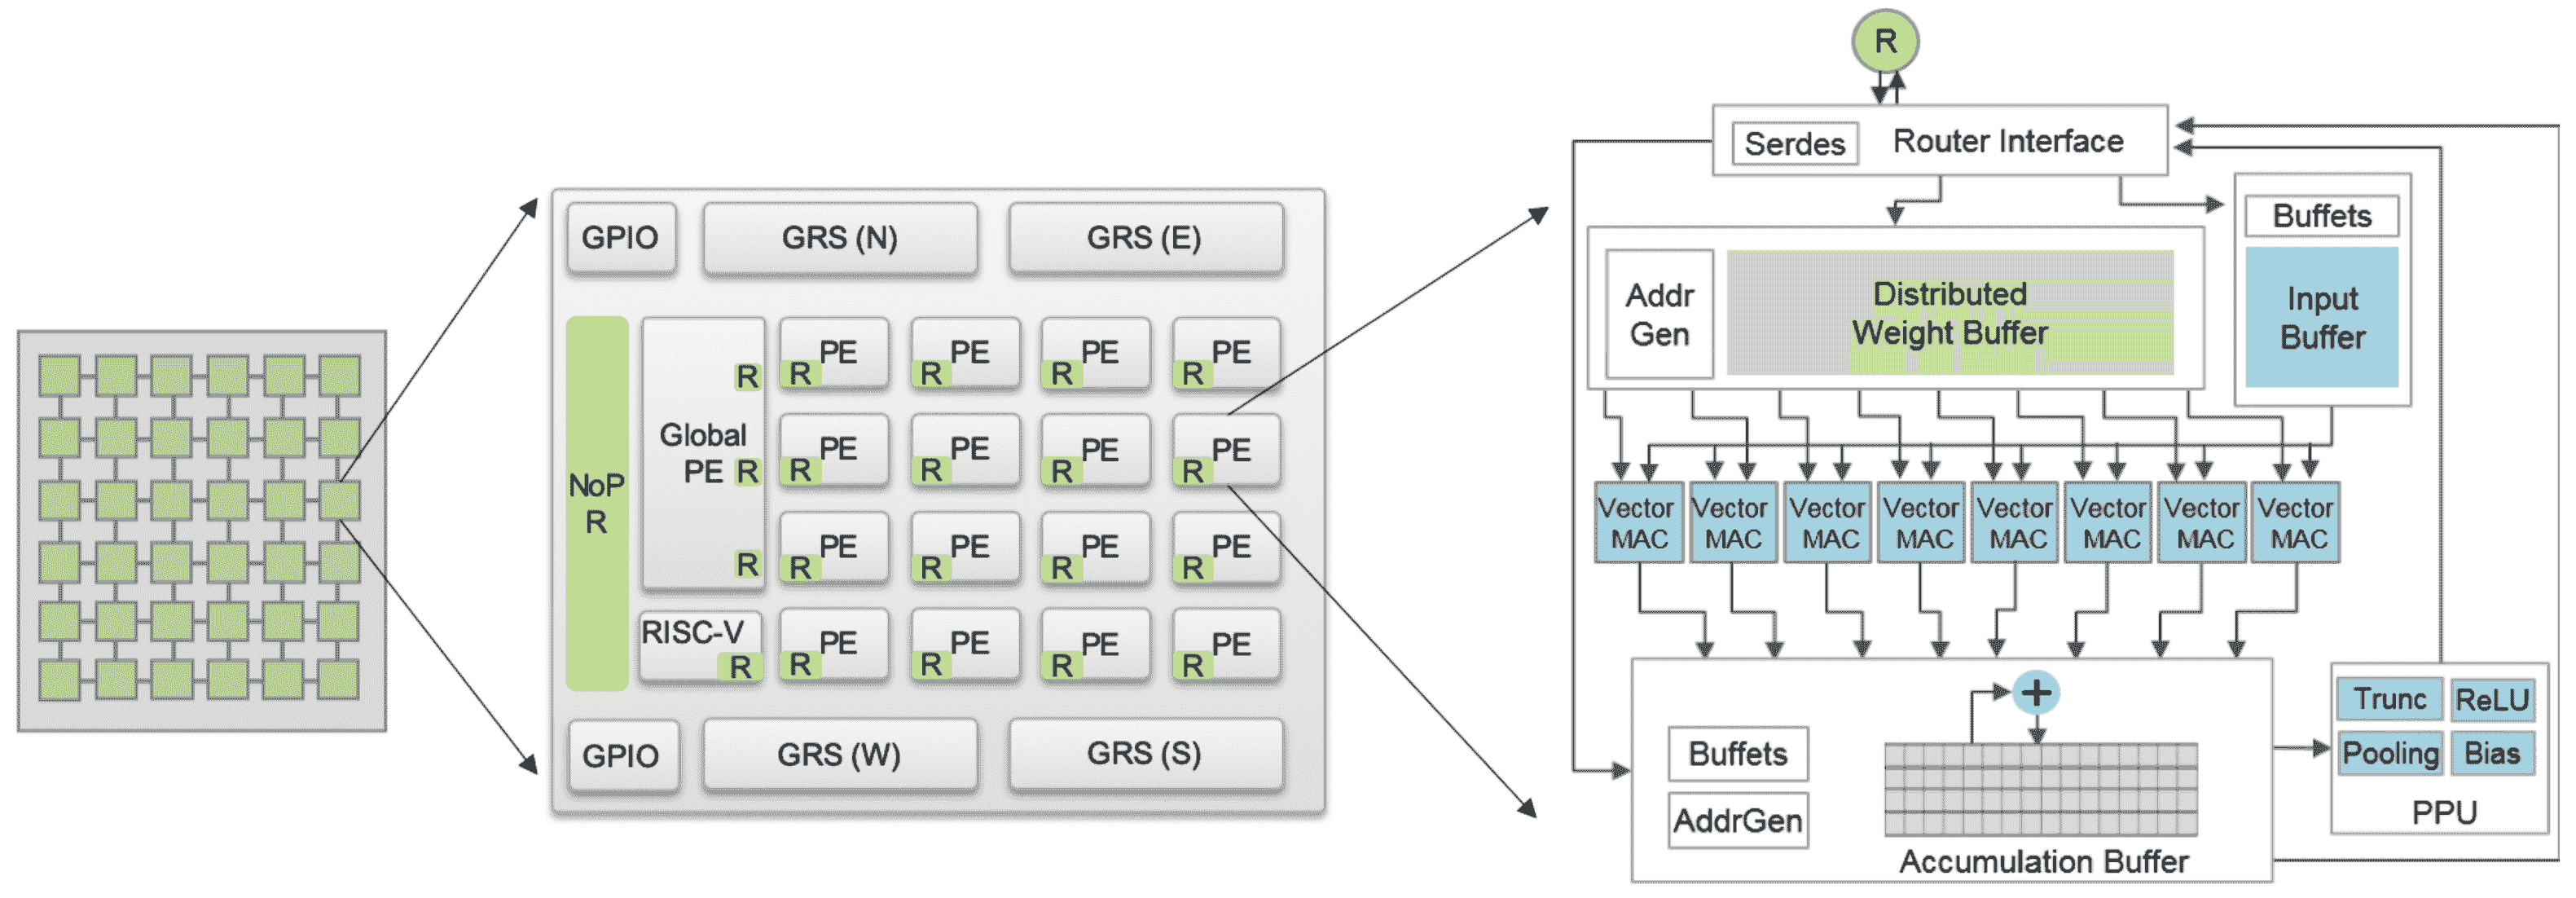 GPIO
GRS (N)
GRS (E)
NoP
R
Global
PE
R
R
R
RISC-V
R
PE
R
PE
R
PE
R
PE
R
PE
R
PE
R
PE
R
PE
R
PE
R
PE
R
PE
R
PE
R
PE
R
PE
R
PE
R
PE
R
GPIO
GRS (W)
GRS (S)
R
Serdes
Router Interface
Addr
Gen
Distributed
Weight Buffer
Buffets
Input
Buffer
Vector
MAC
Vector
MAC
Vector
MAC
Vector
MAC
Vector
MAC
Vector
MAC
Vector
MAC
Vector
MAC
+
Buffets
AddrGen
Accumulation Buffer
Trunc
ReLU
Pooling
Bias
PPU